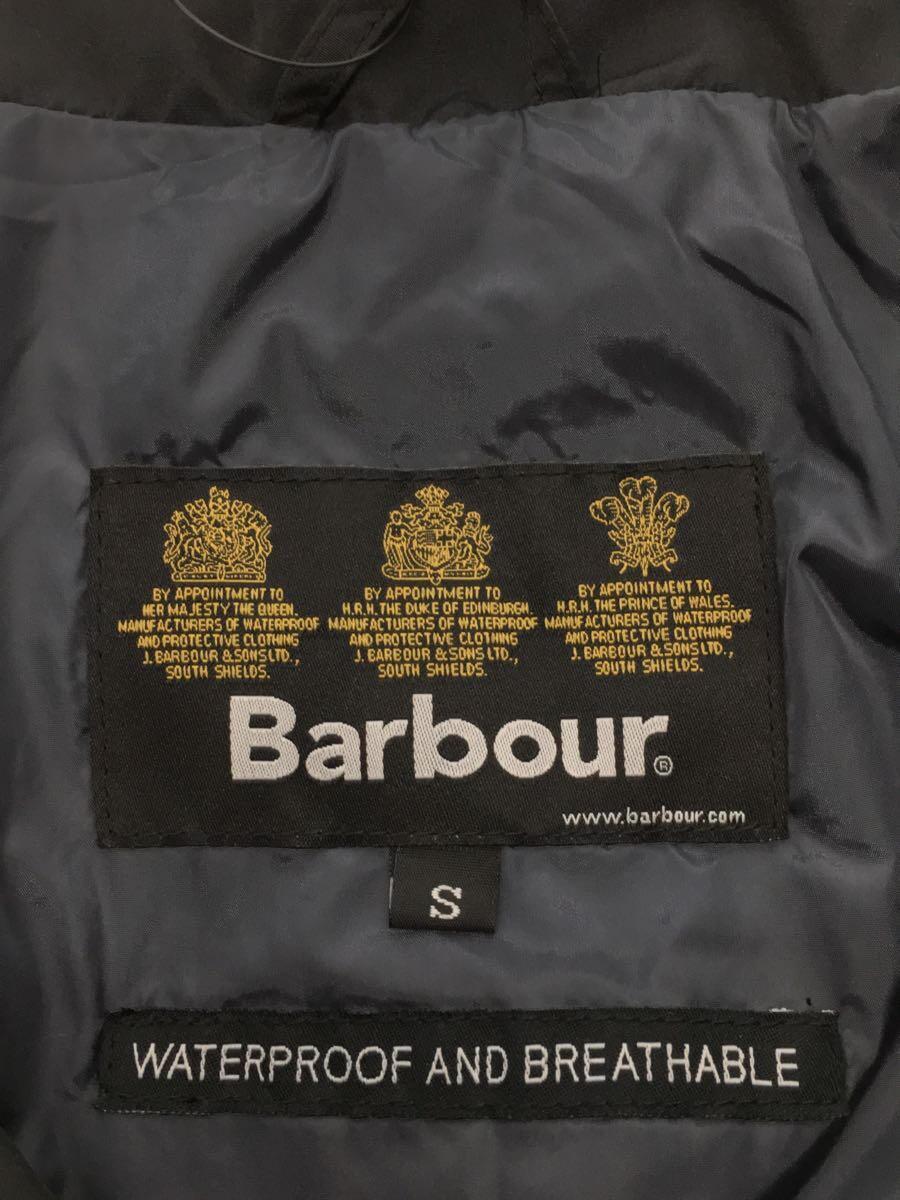 BY APPOINTMENT TO
HER MAJESTY THE QUEEN.
MANUFACTURERS OF WATERPROOF
AND PROTECTIVE CLOTHING
J. BARBOUR & SONS LTD.,
SOUTH SHIELDS.
BY APPOINTMENT TO
H.R.H. THE DUKE OF EDINBURGH.
MANUFACTURERS OF WATERPROOF
AND PROTECTIVE CLOTHING
J. BARBOUR & SONS LTD.,
SOUTH SHIELDS.
BY APPOINTMENT TO
H.R.H. THE PRINCE OF WALES.
MANUFACTURERS OF WATERPROOF
AND PROTECTIVE CLOTHING
J. BARBOUR & SONS LTD.,
SOUTH SHIELDS.
Barbour®
www.barbour.com
S
WATERPROOF AND BREATHABLE